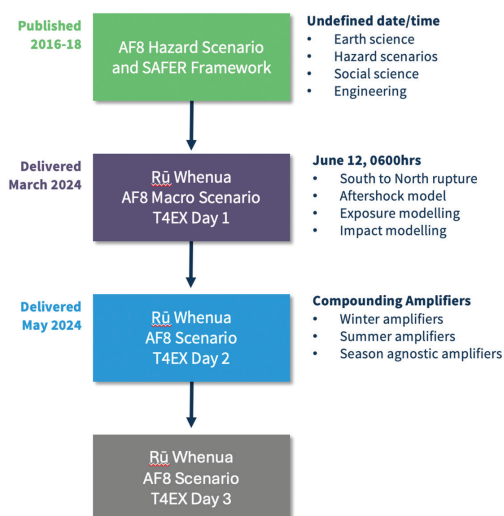 Published
2016-18
AF8 Hazard Scenario
and SAFER Framework
Undefined date/time
• Earth science
• Hazard scenarios
• Social science
• Engineering
Delivered
March 2024
Rū Whenua
AF8 Macro Scenario
T4EX Day 1
June 12, 0600hrs
• South to North rupture
• Aftershock model
• Exposure modelling
• Impact modelling
Delivered
May 2024
Rū Whenua
AF8 Scenario
T4EX Day 2
Compounding Amplifiers
• Winter amplifiers
• Summer amplifiers
• Season agnostic amplifiers
Rū Whenua
AF8 Scenario
T4EX Day 3